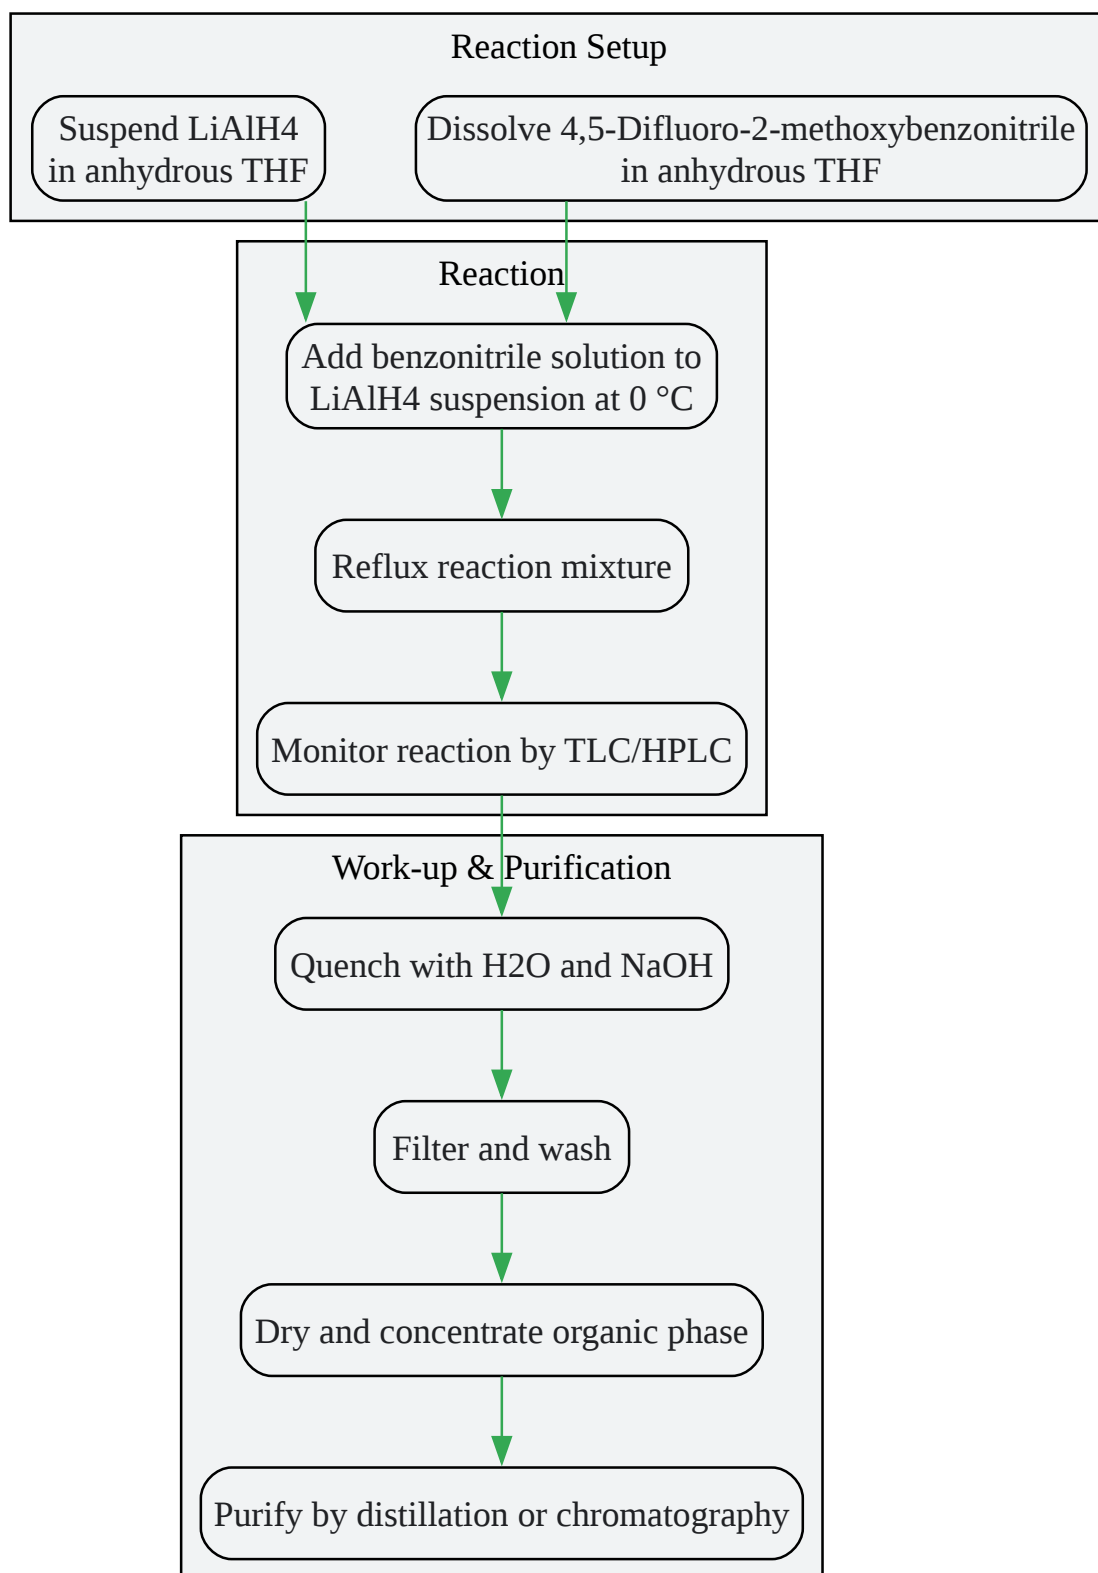 Reaction Setup
Suspend LiAlH4
in anhydrous THF
Dissolve 4,5-Difluoro-2-methoxybenzonitrile
in anhydrous THF
Reaction
Add benzonitrile solution to
LiAlH4 suspension at 0 °C
Reflux reaction mixture
Monitor reaction by TLC/HPLC
Work-up & Purification
Quench with H2O and NaOH
Filter and wash
Dry and concentrate organic phase
Purify by distillation or chromatography